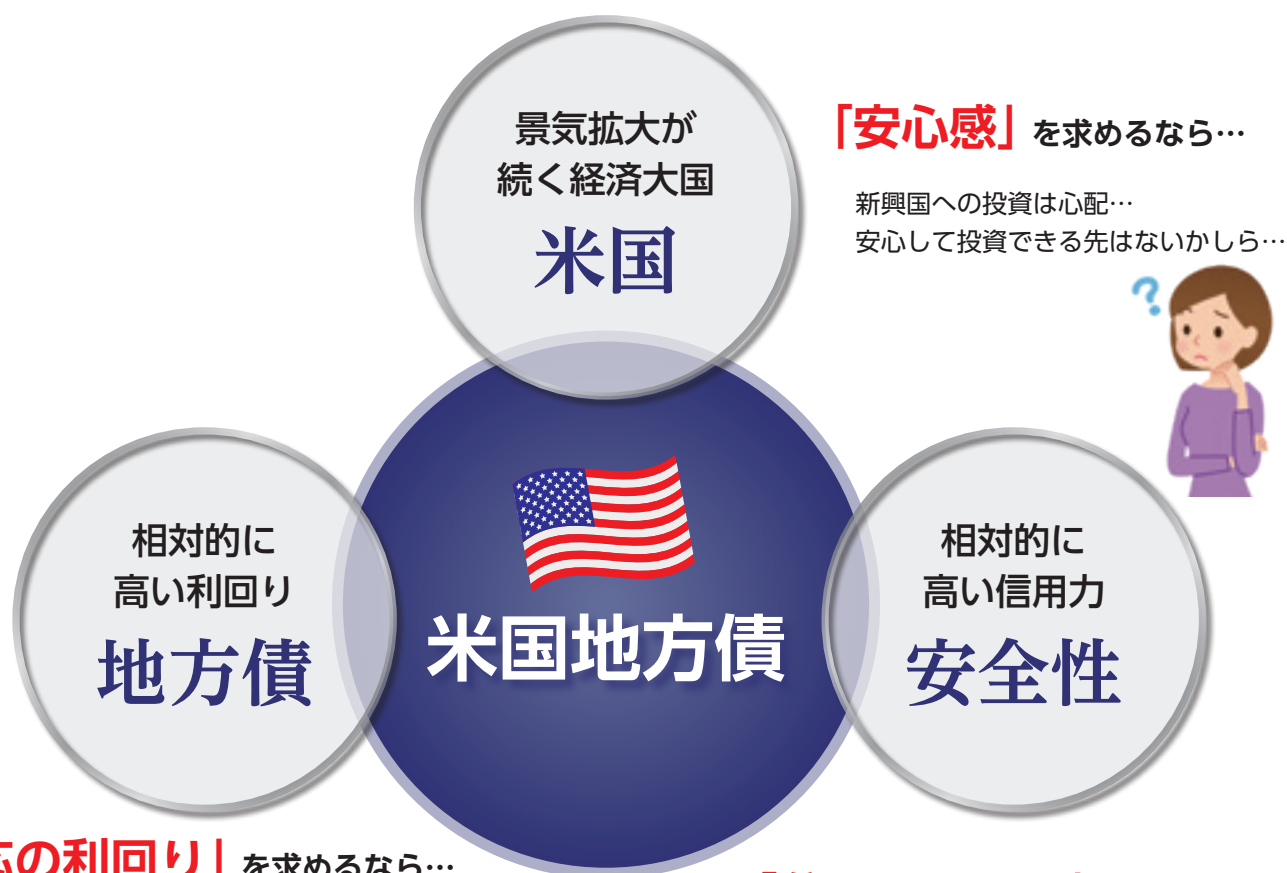 景気拡大が
続く経済大国
米国
「安心感」を求めるなら…
新興国への投資は心配…
安心して投資できる先はないかしら…
?
相対的に
高い利回り
地方債
米国地方債
相対的に
高い信用力
安全性
の利回り」を求めるなら…